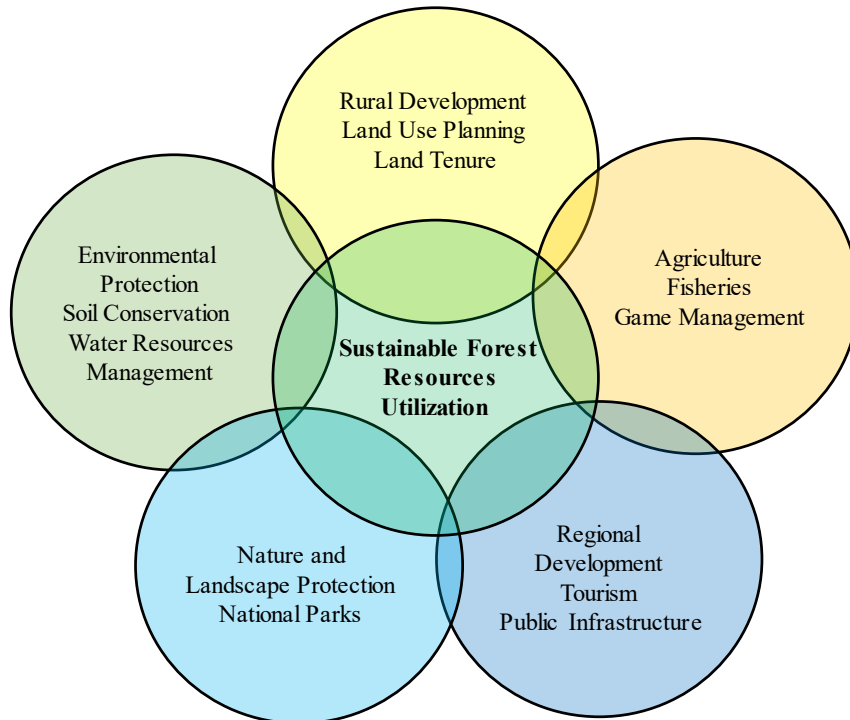 Rural Development
Land Use Planning
Land Tenure
Environmental
Protection
Soil Conservation
Water Resources
Management
Agriculture
Fisheries
Game Management
Sustainable Forest
Resources
Utilization
Nature and
Landscape Protection
National Parks
Regional
Development
Tourism
Public Infrastructure